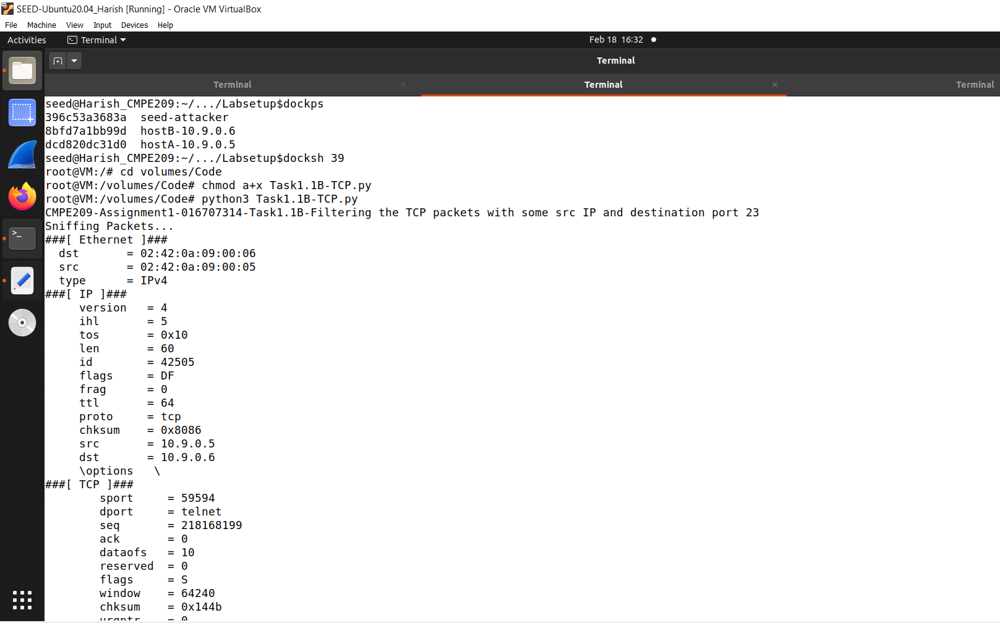 SEED-Ubuntu20.04_Harish [Running] - Oracle VM VirtualBox
File Machine View Input Devices Help
Activities Terminal Feb 18 16:32
Terminal
Terminal Terminal Terminal
seed@Harish_CMPE209:~/.../Labsetup$dockps
396c53a3683a  seed-attacker
8bfd7a1bb99d  hostB-10.9.0.6
dcd820dc31d0  hostA-10.9.0.5
seed@Harish_CMPE209:~/.../Labsetup$docksh 39
root@VM:/# cd volumes/Code
root@VM:/volumes/Code# chmod a+x Task1.1B-TCP.py
root@VM:/volumes/Code# python3 Task1.1B-TCP.py
CMPE209-Assignment1-016707314-Task1.1B-Filtering the TCP packets with some src IP and destination port 23
Sniffing Packets...
###[ Ethernet ]###
  dst       = 02:42:0a:09:00:06
  src       = 02:42:0a:09:00:05
  type      = IPv4
###[ IP ]###
     version   = 4
     ihl       = 5
     tos       = 0x10
     len       = 60
     id        = 42505
     flags     = DF
     frag      = 0
     ttl       = 64
     proto     = tcp
     chksum    = 0x8086
     src       = 10.9.0.5
     dst       = 10.9.0.6
     \options   \
###[ TCP ]###
        sport     = 59594
        dport     = telnet
        seq       = 218168199
        ack       = 0
        dataofs   = 10
        reserved  = 0
        flags     = S
        window    = 64240
        chksum    = 0x144b
        urgptr    = 0